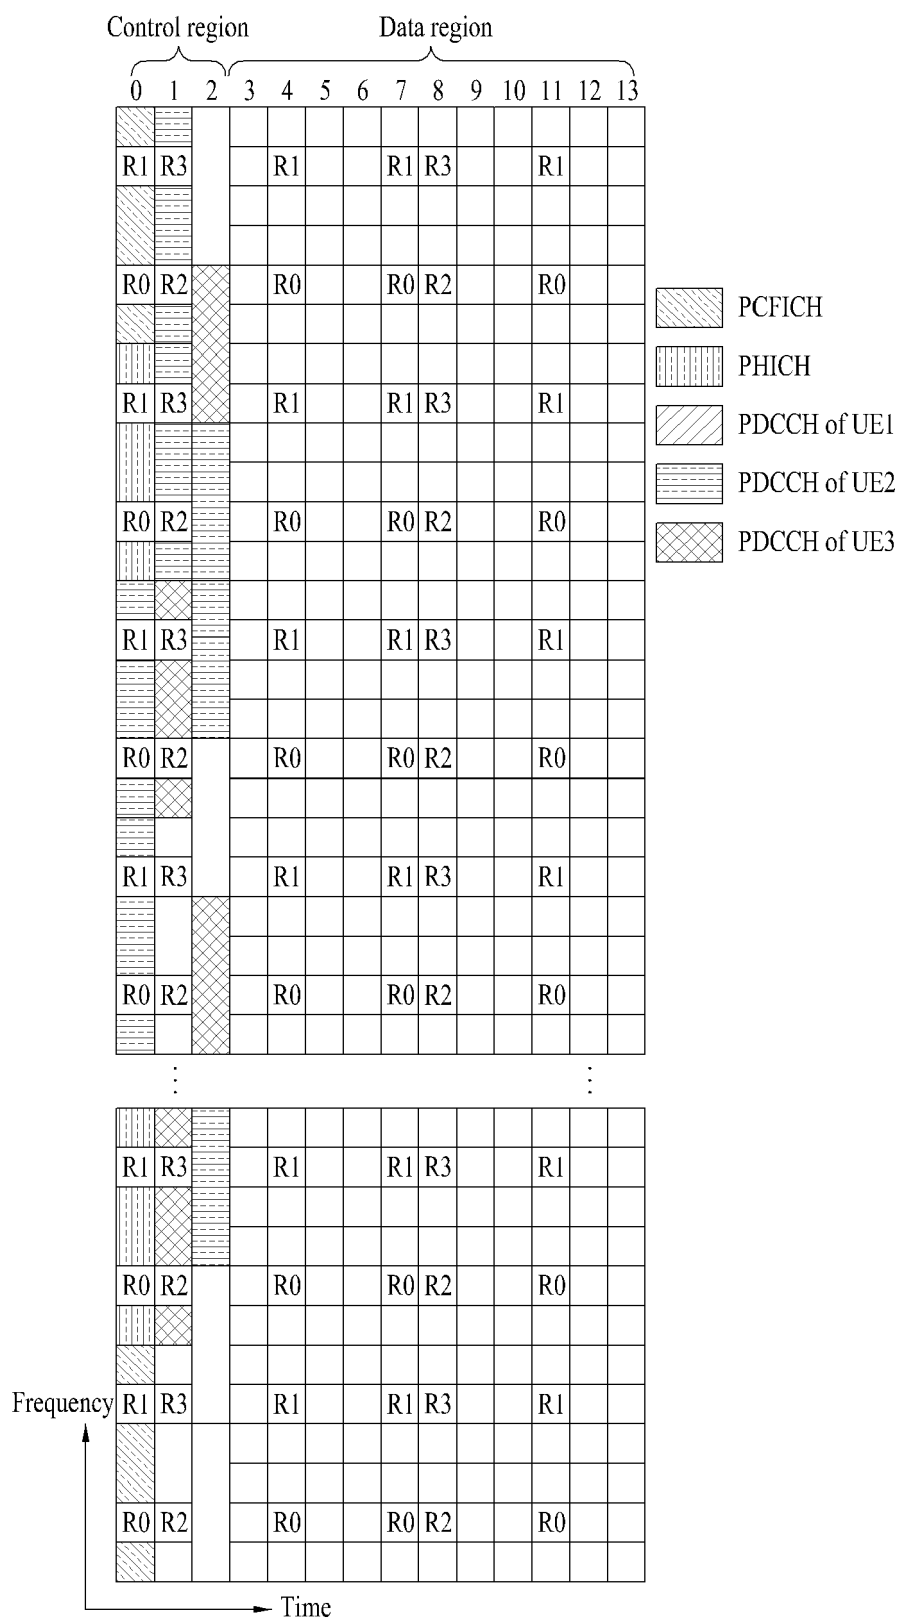 Control region Data region
0 1 2 3 4 5 6 7 8 9 10 11 12 13
R1 R3 R1 R1 R3 R1
R0 R2 R0 R0 R2 R0
PCFICH
PHICH
R1 R3 R1 R1 R3 R1
PDCCH of UE1
PDCCH of UE2
R0 R2 R0 R0 R2 R0
PDCCH of UE3
R1 R3 R1 R1 R3 R1
R0 R2 R0 R0 R2 R0
R1 R3 R1 R1 R3 R1
R0 R2 R0 R0 R2 R0
R1 R3 R1 R1 R3 R1
R0 R2 R0 R0 R2 R0
Frequency R1 R3 R1 R1 R3 R1
R0 R2 R0 R0 R2 R0
Time